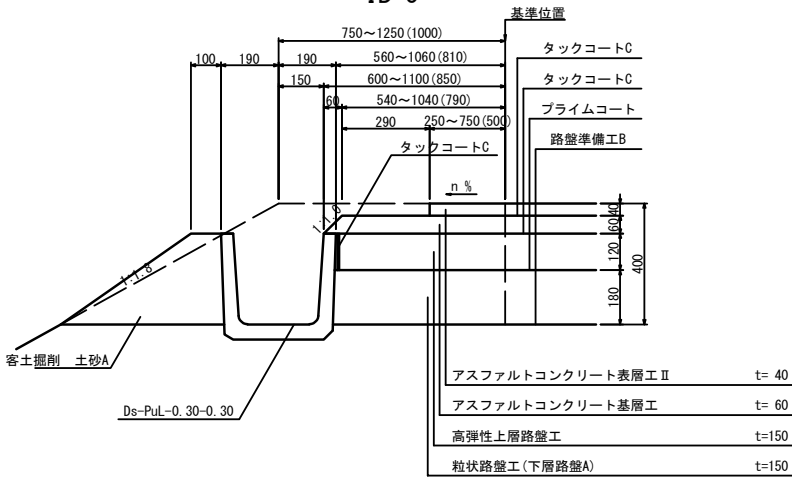 基準位置
750~1250(1000)
タックコートC
100
190
190
560~1060(810)
150
600~1100(850)
タックコートC
60
540~1040(790)
プライムコート
290
250~750(500)
路盤準備工B
タックコートC
n %
1:1.0
40
60
120
400
180
1:1.8
客土掘削 土砂A
アスファルトコンクリート表層工Ⅱ t= 40
Ds-PuL-0.30-0.30
アスファルトコンクリート基層工 t= 60
高弾性上層路盤工 t=150
粒状路盤工(下層路盤A) t=150